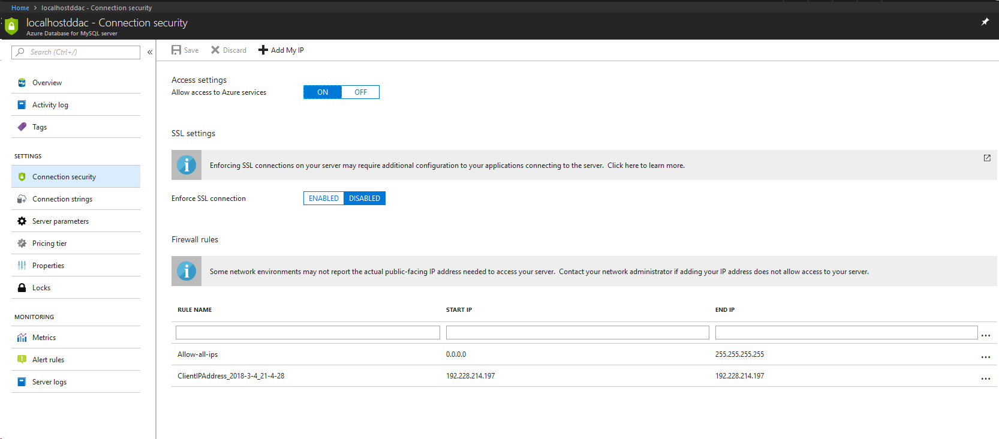 Home > localhostddac - Connection security
localhostddac - Connection security
Azure Database for MySQL server
Search (Ctrl+/)
«
Save
Discard
Add My IP
My
Overview
Activity log
Tags
SETTINGS
Connection security
Connection strings
Server parameters
Pricing tier
Properties
Locks
MONITORING
Metrics
Alert rules
Server logs
Access settings
Allow access to Azure services
ON
OFF
SSL settings
Enforcing SSL connections on your server may require additional configuration to your applications connecting to the server. Click here to learn more.
Enforce SSL connection
ENABLED
DISABLED
Firewall rules
Some network environments may not report the actual public-facing IP address needed to access your server. Contact your network administrator if adding your IP address does not allow access to your server.
RULE NAME START IP END IP
...
Allow-all-ips 0.0.0.0 255.255.255.255 ...
ClientIPAddress_2018-3-4_21-4-28 192.228.214.197 192.228.214.197 ...